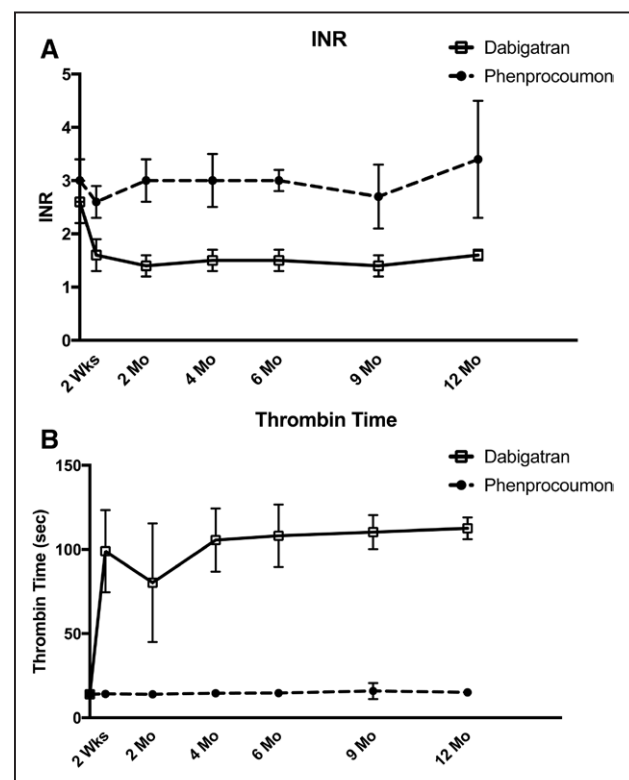 A
INR
Dabigatran
Phenprocoumon
5
4
3
2
1
0
INR
2 Wks
2 Mo
4 Mo
6 Mo
9 Mo
12 Mo
B
Thrombin Time
Dabigatran
Phenprocoumon
150
100
50
0
Thrombin Time (sec)
2 Wks
2 Mo
4 Mo
6 Mo
9 Mo
12 Mo